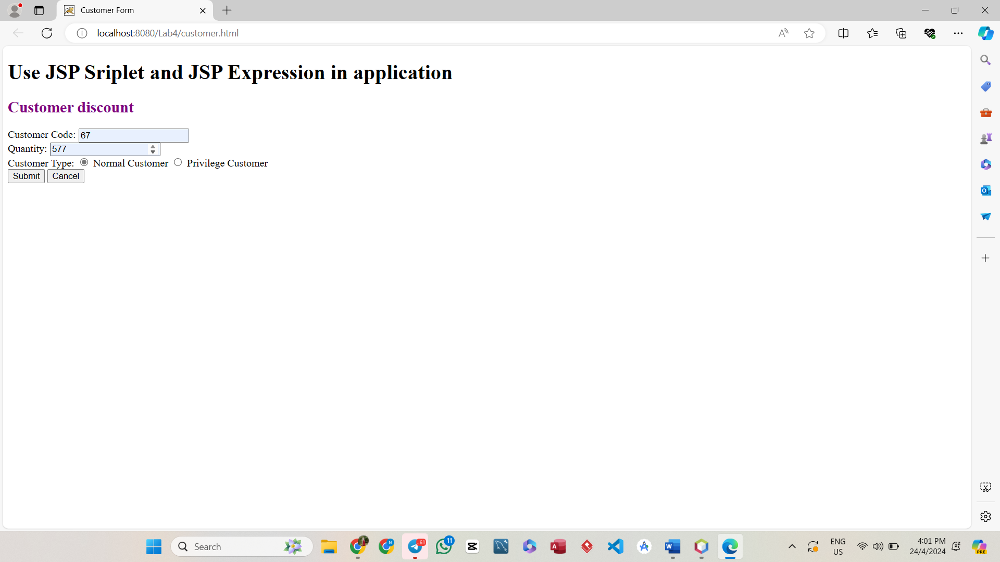 Customer Form
localhost:8080/Lab4/customer.html
Use JSP Sriplet and JSP Expression in application
Customer discount
Customer Code: 67
Quantity: 577
Customer Type: Normal Customer Privilege Customer
Submit Cancel
Search
N
..61
11
A
W
ENG
US
4:01 PM
24/4/2024
PRE